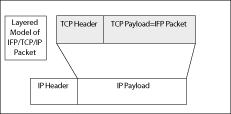 Layered
Model of
IFP/TCP/IP
Packet
TCP Header
TCP Payload=IFP Packet
IP Header
IP Payload